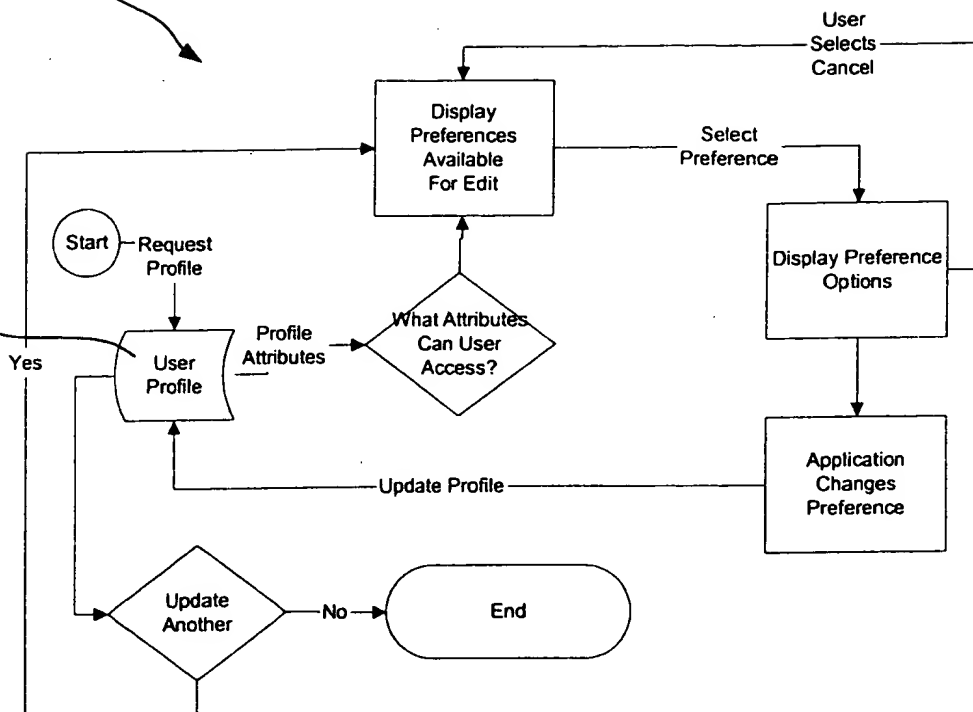 User
Selects
Cancel
Display
Preferences
Available
For Edit
Select
Preference
Start
Request
Profile
Display Preference
Options
What Attributes
Can User
Access?
Profile
Attributes
User
Profile
Yes
Application
Changes
Preference
Update Profile
Update
Another
No
End